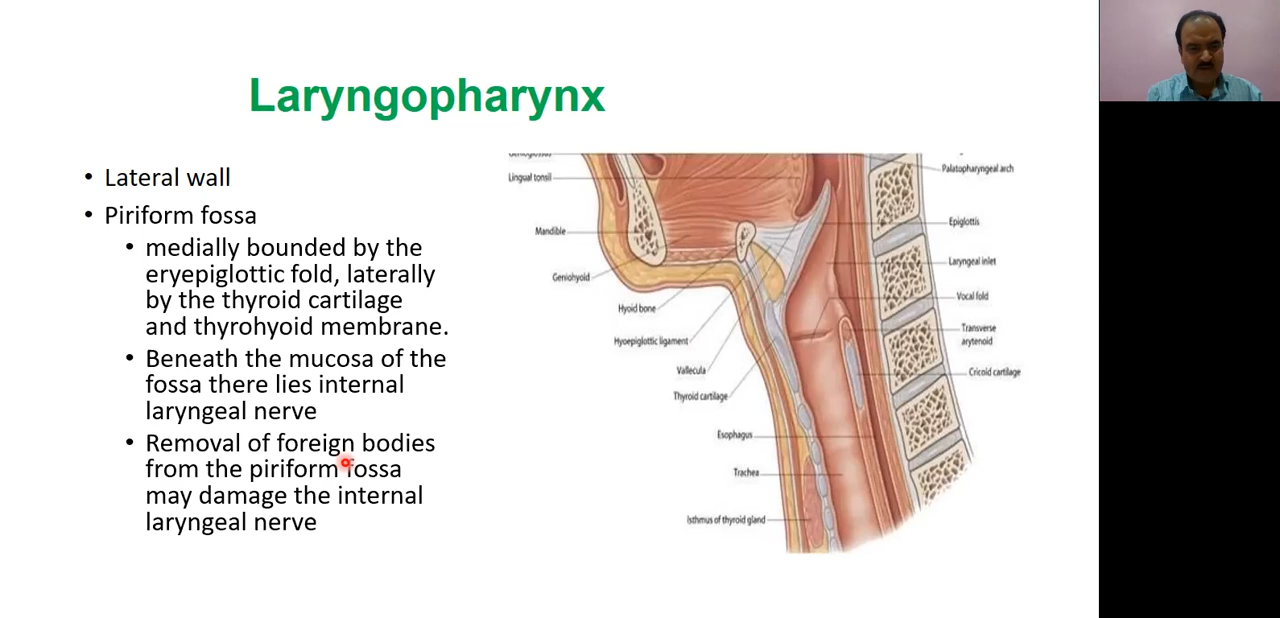 Laryngopharynx
• Lateral wall
• Piriform fossa
• medially bounded by the
eryepiglottic fold, laterally
by the thyroid cartilage
and thyrohyoid membrane.
• Beneath the mucosa of the
fossa there lies internal
laryngeal nerve
• Removal of foreign bodies
from the piriform fossa
may damage the internal
laryngeal nerve
Lingual tonsil
Mandible
Geniohyoid
Hyoid bone
Hyoepiglottic ligament
Vallecula
Thyroid cartilage
Esophagus
Trachea
Isthmus of thyroid gland
Palatopharyngeal arch
Epiglottis
Laryngeal inlet
Vocal fold
Transverse
arytenoid
Cricoid cartilage